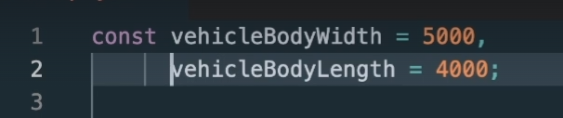 1 const vehicleBodyWidth = 5000,
2 vehicleBodyLength = 4000;
3